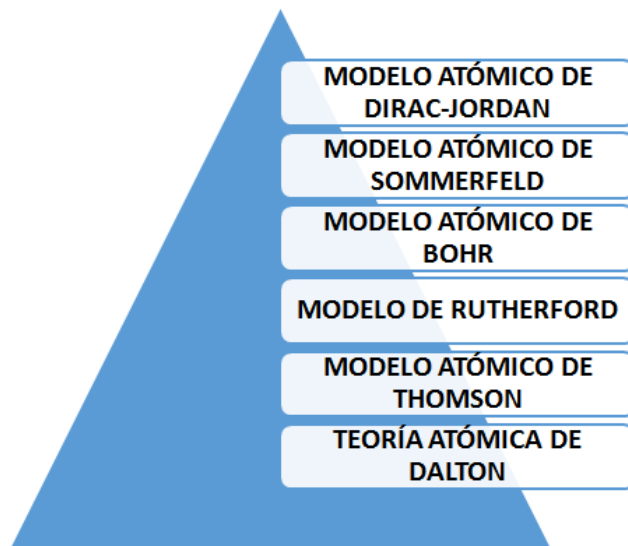 MODELO ATÓMICO DE
DIRAC-JORDAN
MODELO ATÓMICO DE
SOMMERFELD
MODELO ATÓMICO DE
BOHR
MODELO DE RUTHERFORD
MODELO ATÓMICO DE
THOMSON
TEORÍA ATÓMICA DE
DALTON